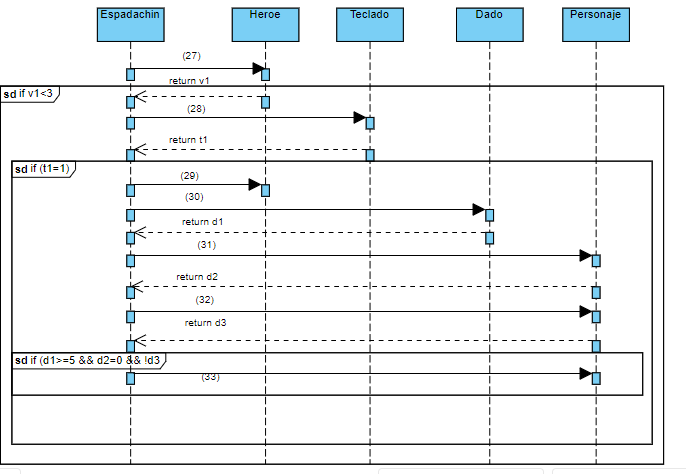 Espadachin Heroe Teclado Dado Personaje
(27)
return v1
sd if v1<3
(28)
return t1
sd if (t1=1)
(29)
(30)
return d1
(31)
return d2
(32)
return d3
sd if (d1>=5 && d2=0 && !d3
(33)